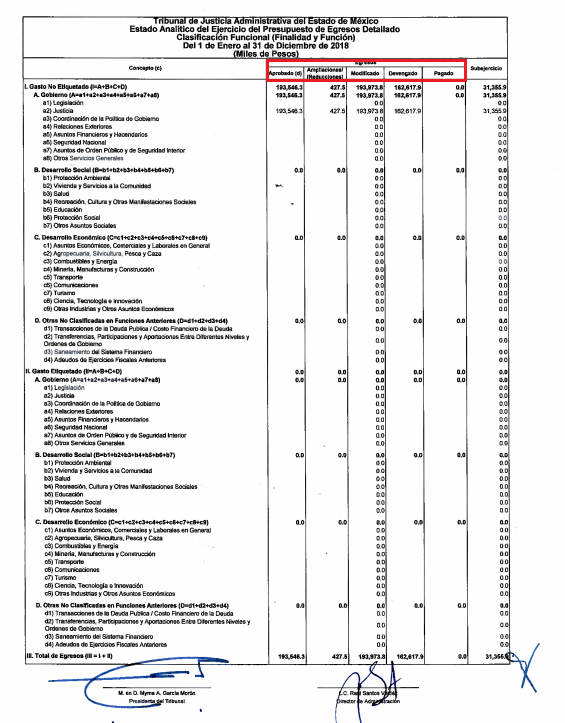 Tribunal de Justicia Administrativa del Estado de México
Estado Analítico del Ejercicio del Presupuesto de Egresos Detallado
Clasificación Funcional (Finalidad y Función)
Del 1 de Enero al 31 de Diciembre de 2018
(Miles de Pesos)
Egresos
Concepto (c) Aprobado (d) Ampliaciones/ (Reducciones) Modificado Devengado Pagado Subejercicio
I. Gasto No Etiquetado (I=A+B+C+D) 193,546.3 427.5 193,973.8 162,617.9 0.0 31,355.9
A. Gobierno (A=a1+a2+a3+a4+a5+a6+a7+a8) 193,546.3 427.5 193,973.8 162,617.9 0.0 31,355.9
a1) Legislación 0.0 0.0
a2) Justicia 193,546.3 427.5 193,973.8 162,617.9 31,355.9
a3) Coordinación de la Política de Gobierno 0.0 0.0
a4) Relaciones Exteriores 0.0 0.0
a5) Asuntos Financieros y Hacendarios 0.0 0.0
a6) Seguridad Nacional 0.0 0.0
a7) Asuntos de Orden Público y de Seguridad Interior 0.0 0.0
a8) Otros Servicios Generales 0.0 0.0
B. Desarrollo Social (B=b1+b2+b3+b4+b5+b6+b7) 0.0 0.0 0.0 0.0 0.0 0.0
b1) Protección Ambiental 0.0 0.0
b2) Vivienda y Servicios a la Comunidad 0.0 0.0
b3) Salud 0.0 0.0
b4) Recreación, Cultura y Otras Manifestaciones Sociales 0.0 0.0
b5) Educación 0.0 0.0
b6) Protección Social 0.0 0.0
b7) Otros Asuntos Sociales 0.0 0.0
C. Desarrollo Económico (C=c1+c2+c3+c4+c5+c6+c7+c8+c9) 0.0 0.0 0.0 0.0 0.0 0.0
c1) Asuntos Económicos, Comerciales y Laborales en General 0.0 0.0
c2) Agropecuaria, Silvicultura, Pesca y Caza 0.0 0.0
c3) Combustibles y Energía 0.0 0.0
c4) Minería, Manufacturas y Construcción 0.0 0.0
c5) Transporte 0.0 0.0
c6) Comunicaciones 0.0 0.0
c7) Turismo 0.0 0.0
c8) Ciencia, Tecnología e Innovación 0.0 0.0
c9) Otras Industrias y Otros Asuntos Económicos 0.0 0.0
D. Otras No Clasificadas en Funciones Anteriores (D=d1+d2+d3+d4) 0.0 0.0 0.0 0.0 0.0 0.0
d1) Transacciones de la Deuda Publica / Costo Financiero de la Deuda 0.0 0.0
d2) Transferencias, Participaciones y Aportaciones Entre Diferentes Niveles y
Ordenes de Gobierno 0.0 0.0
d3) Saneamiento del Sistema Financiero 0.0 0.0
d4) Adeudos de Ejercicios Fiscales Anteriores 0.0 0.0
II. Gasto Etiquetado (II=A+B+C+D) 0.0 0.0 0.0 0.0 0.0 0.0
A. Gobierno (A=a1+a2+a3+a4+a5+a6+a7+a8) 0.0 0.0 0.0 0.0 0.0 0.0
a1) Legislación 0.0 0.0
a2) Justicia 0.0 0.0
a3) Coordinación de la Política de Gobierno 0.0 0.0
a4) Relaciones Exteriores 0.0 0.0
a5) Asuntos Financieros y Hacendarios 0.0 0.0
a6) Seguridad Nacional 0.0 0.0
a7) Asuntos de Orden Público y de Seguridad Interior 0.0 0.0
a8) Otros Servicios Generales 0.0 0.0
B. Desarrollo Social (B=b1+b2+b3+b4+b5+b6+b7) 0.0 0.0 0.0 0.0 0.0 0.0
b1) Protección Ambiental 0.0 0.0
b2) Vivienda y Servicios a la Comunidad 0.0 0.0
b3) Salud 0.0 0.0
b4) Recreación, Cultura y Otras Manifestaciones Sociales 0.0 0.0
b5) Educación 0.0 0.0
b6) Protección Social 0.0 0.0
b7) Otros Asuntos Sociales 0.0 0.0
C. Desarrollo Económico (C=c1+c2+c3+c4+c5+c6+c7+c8+c9) 0.0 0.0 0.0 0.0 0.0 0.0
c1) Asuntos Económicos, Comerciales y Laborales en General 0.0 0.0
c2) Agropecuaria, Silvicultura, Pesca y Caza 0.0 0.0
c3) Combustibles y Energía 0.0 0.0
c4) Minería, Manufacturas y Construcción 0.0 0.0
c5) Transporte 0.0 0.0
c6) Comunicaciones 0.0 0.0
c7) Turismo 0.0 0.0
c8) Ciencia, Tecnología e Innovación 0.0 0.0
c9) Otras Industrias y Otros Asuntos Económicos 0.0 0.0
D. Otras No Clasificadas en Funciones Anteriores (D=d1+d2+d3+d4) 0.0 0.0 0.0 0.0 0.0 0.0
d1) Transacciones de la Deuda Publica / Costo Financiero de la Deuda 0.0 0.0
d2) Transferencias, Participaciones y Aportaciones Entre Diferentes Niveles y
Ordenes de Gobierno 0.0 0.0
d3) Saneamiento del Sistema Financiero 0.0 0.0
d4) Adeudos de Ejercicios Fiscales Anteriores 0.0 0.0
III. Total de Egresos (III = I + II) 193,546.3 427.5 193,973.8 162,617.9 0.0 31,355.9
M. en D. Myrna A. García Morón L.C. Raúl Santos
Presidenta del Tribunal Director de Administración